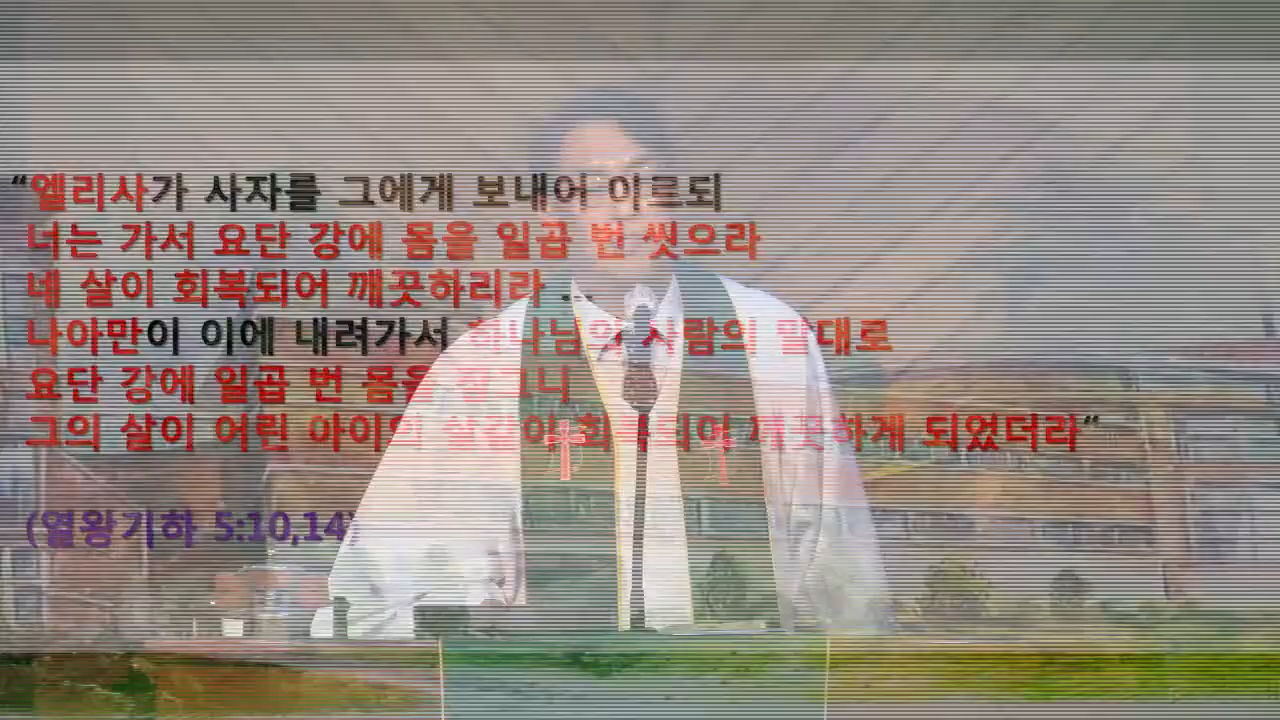 “엘리사가 사자를 그에게 보내어 이르되
너는 가서 요단 강에 몸을 일곱 번 씻으라
네 살이 회복되어 깨끗하리라 ...
나아만이 이에 내려가서 하나님의 사람의 말대로
요단 강에 일곱 번 몸을 잠그니
그의 살이 어린 아이의 살같이 회복되어 깨끗하게 되었더라“
(열왕기하 5:10,14)